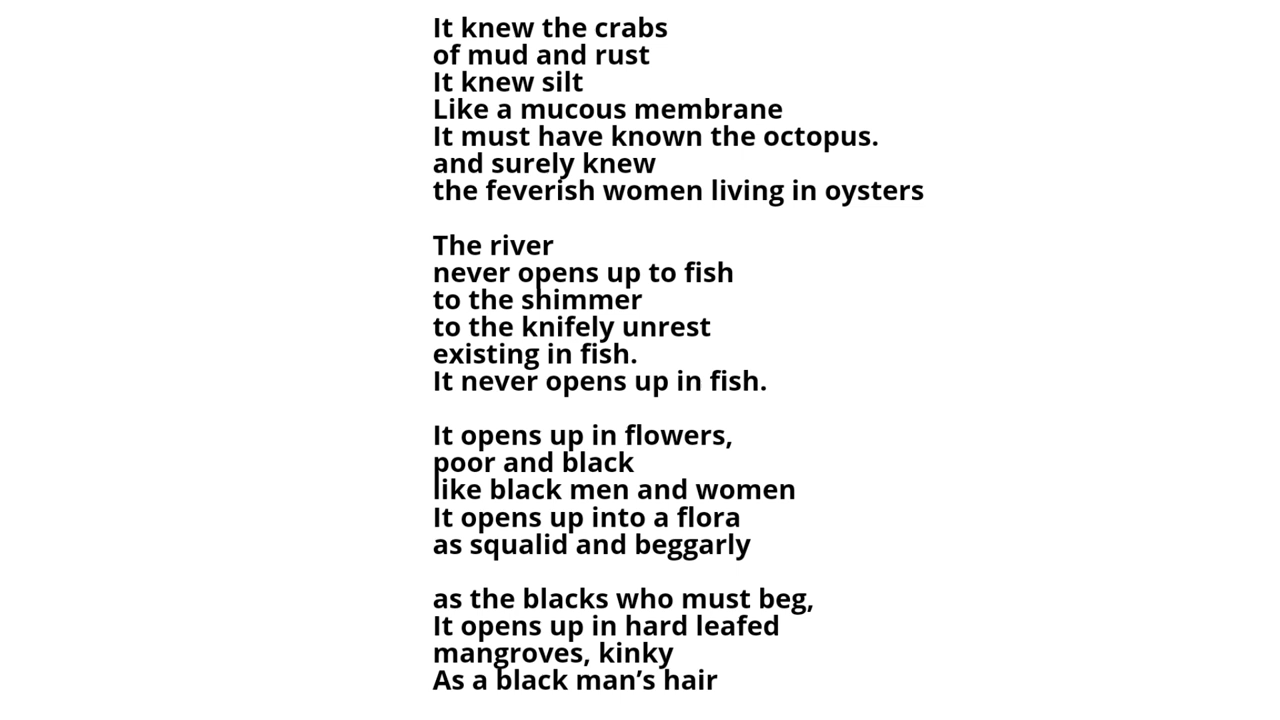 It knew the crabs
of mud and rust
It knew silt
Like a mucous membrane
It must have known the octopus.
and surely knew
the feverish women living in oysters
The river
never opens up to fish
to the shimmer
to the knifely unrest
existing in fish.
It never opens up in fish.
It opens up in flowers,
poor and black
like black men and women
It opens up into a flora
as squalid and beggarly
as the blacks who must beg,
It opens up in hard leafed
mangroves, kinky
As a black man’s hair